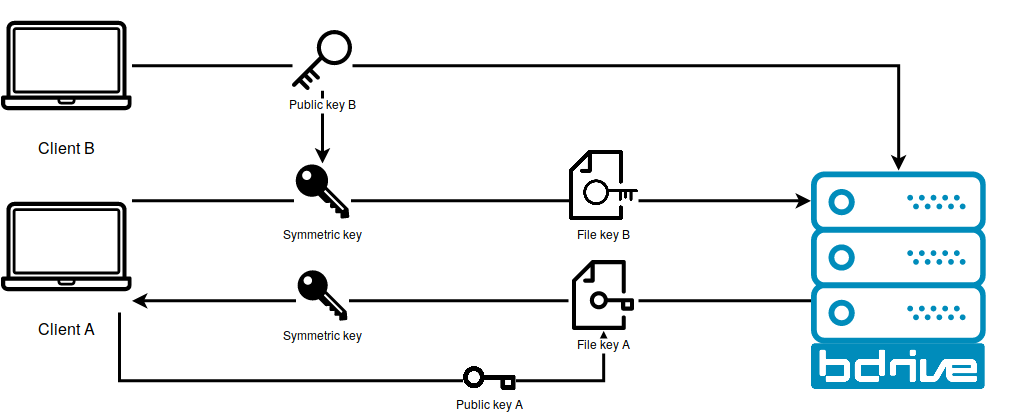 Public key B
Client B
Symmetric key
File key B
Client A
Symmetric key
File key A
bdrive
Public key A